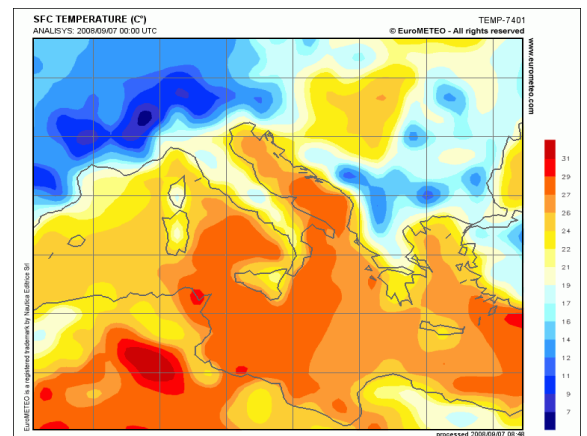 SFC TEMPERATURE (C°)
TEMP-7401
ANALISYS: 2008/09/07 00:00 UTC
© EuroMETEO - All rights reserved
www.eurometeo.com
31
29
27
26
24
22
21
19
17
16
14
12
11
9
7
EuroMETEO is a registered trademark by Nautica Editrice Srl
processed 2008/09/07 08:48